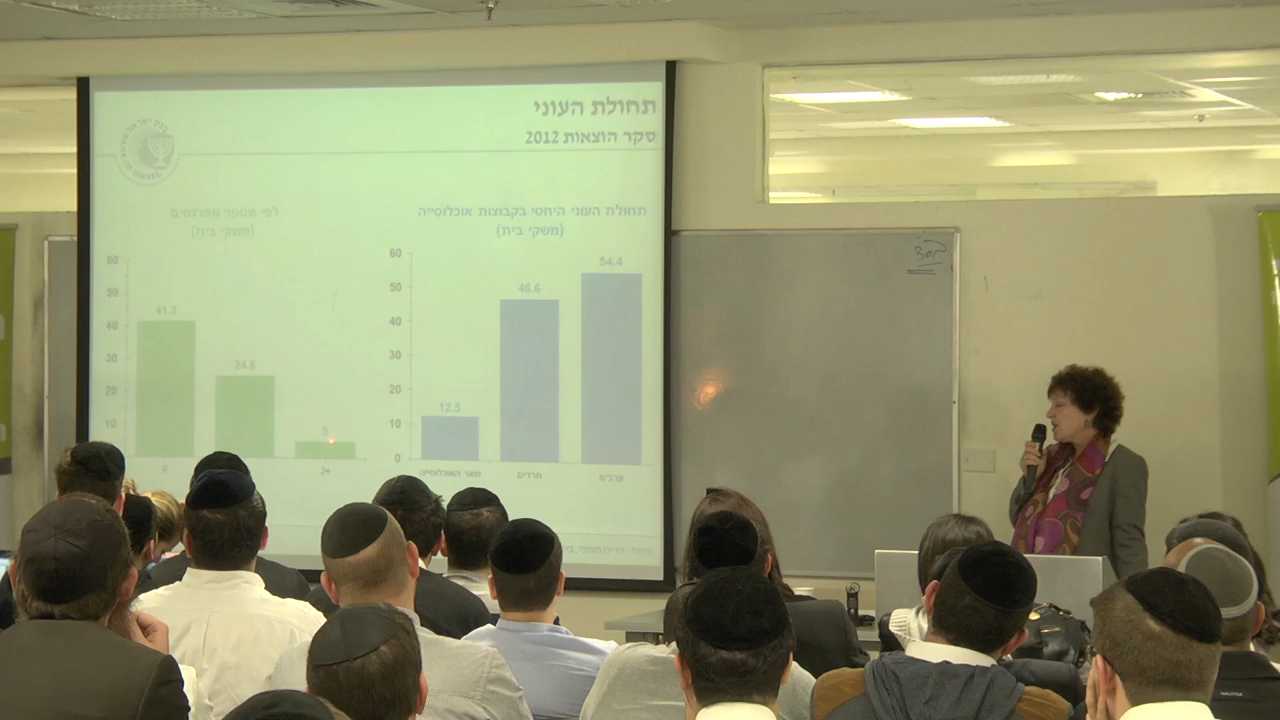 תחולת העוני
סקר הוצאות 2012
תחולת העוני היחסי בקבוצות אוכלוסייה
(משקי בית)
60
50
40
30
20
10
0
54.4
46.6
12.5
שאר האוכלוסייה
חרדים
ערבים
לפי מספר מפרנסים
(משקי בית)
60
50
40
30
20
10
41.3
24.6
5
0
2+